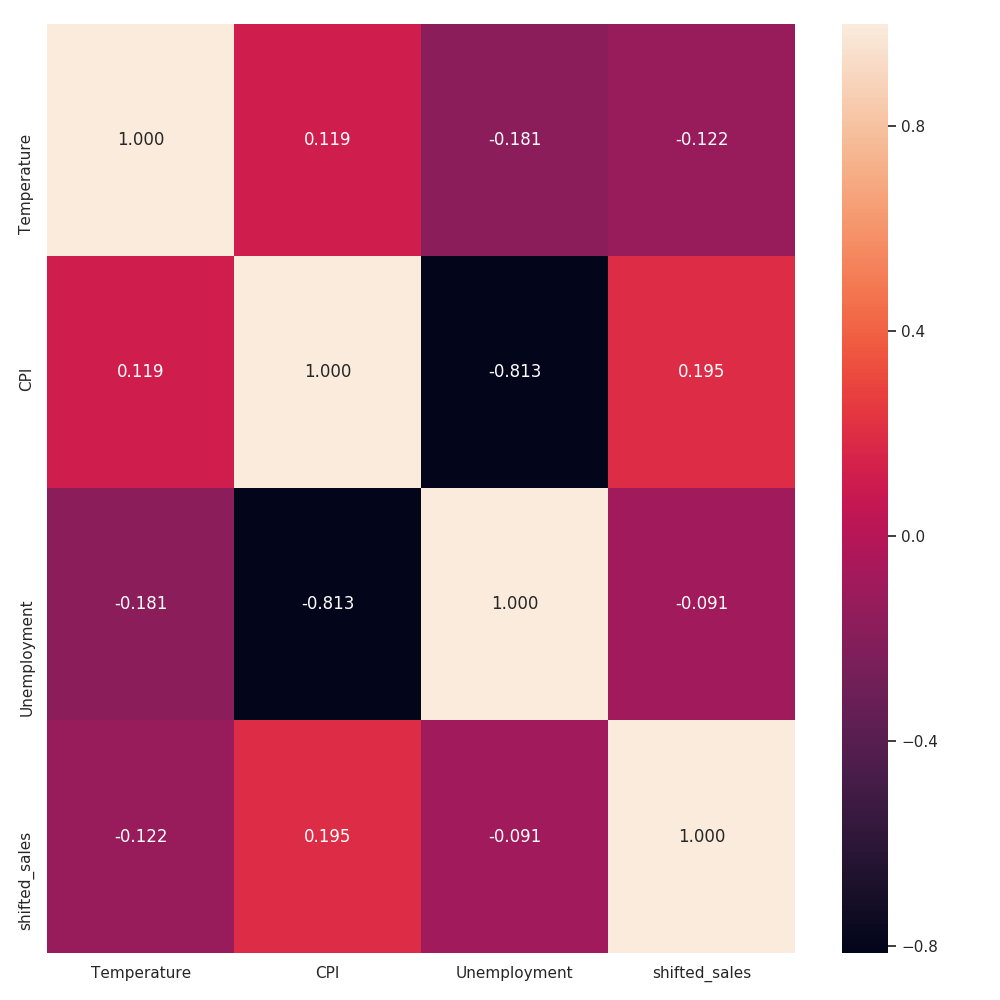 Temperature
1.000 0.119 -0.181 -0.122
CPI
0.119 1.000 -0.813 0.195
Unemployment
-0.181 -0.813 1.000 -0.091
shifted_sales
-0.122 0.195 -0.091 1.000
Temperature CPI Unemployment shifted_sales
0.8
0.4
0.0
−0.4
−0.8